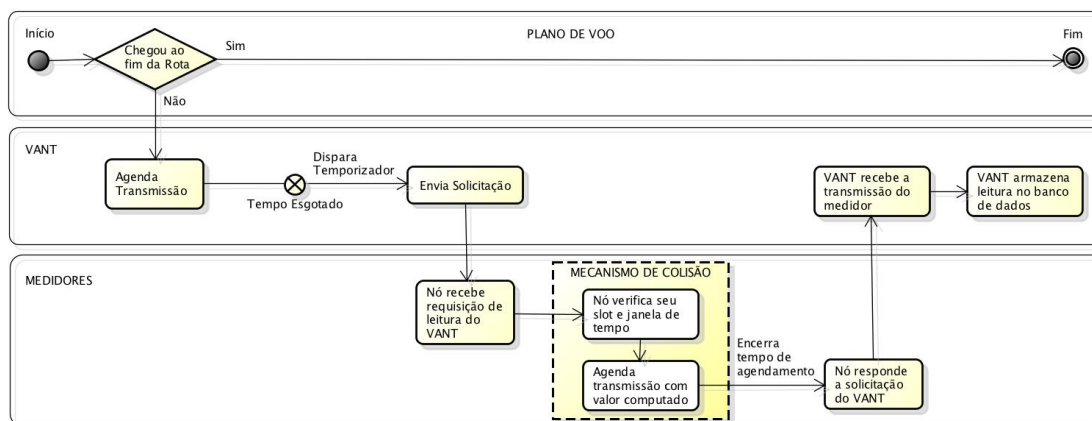 Início
PLANO DE VOO
Fim
Chegou ao
fim da Rota
Sim
Não
VANT
Agenda
Transmissão
Tempo Esgotado
Dispara
Temporizador
Envia Solicitação
VANT recebe a
transmissão do
medidor
VANT armazena
leitura no banco
de dados
MEDIDORES
Nó recebe
requisição de
leitura do
VANT
MECANISMO DE COLISÃO
Nó verifica seu
slot e janela de
tempo
Agenda
transmissão com
valor computado
Encerra
tempo de
agendamento
Nó responde
a solicitação
do VANT